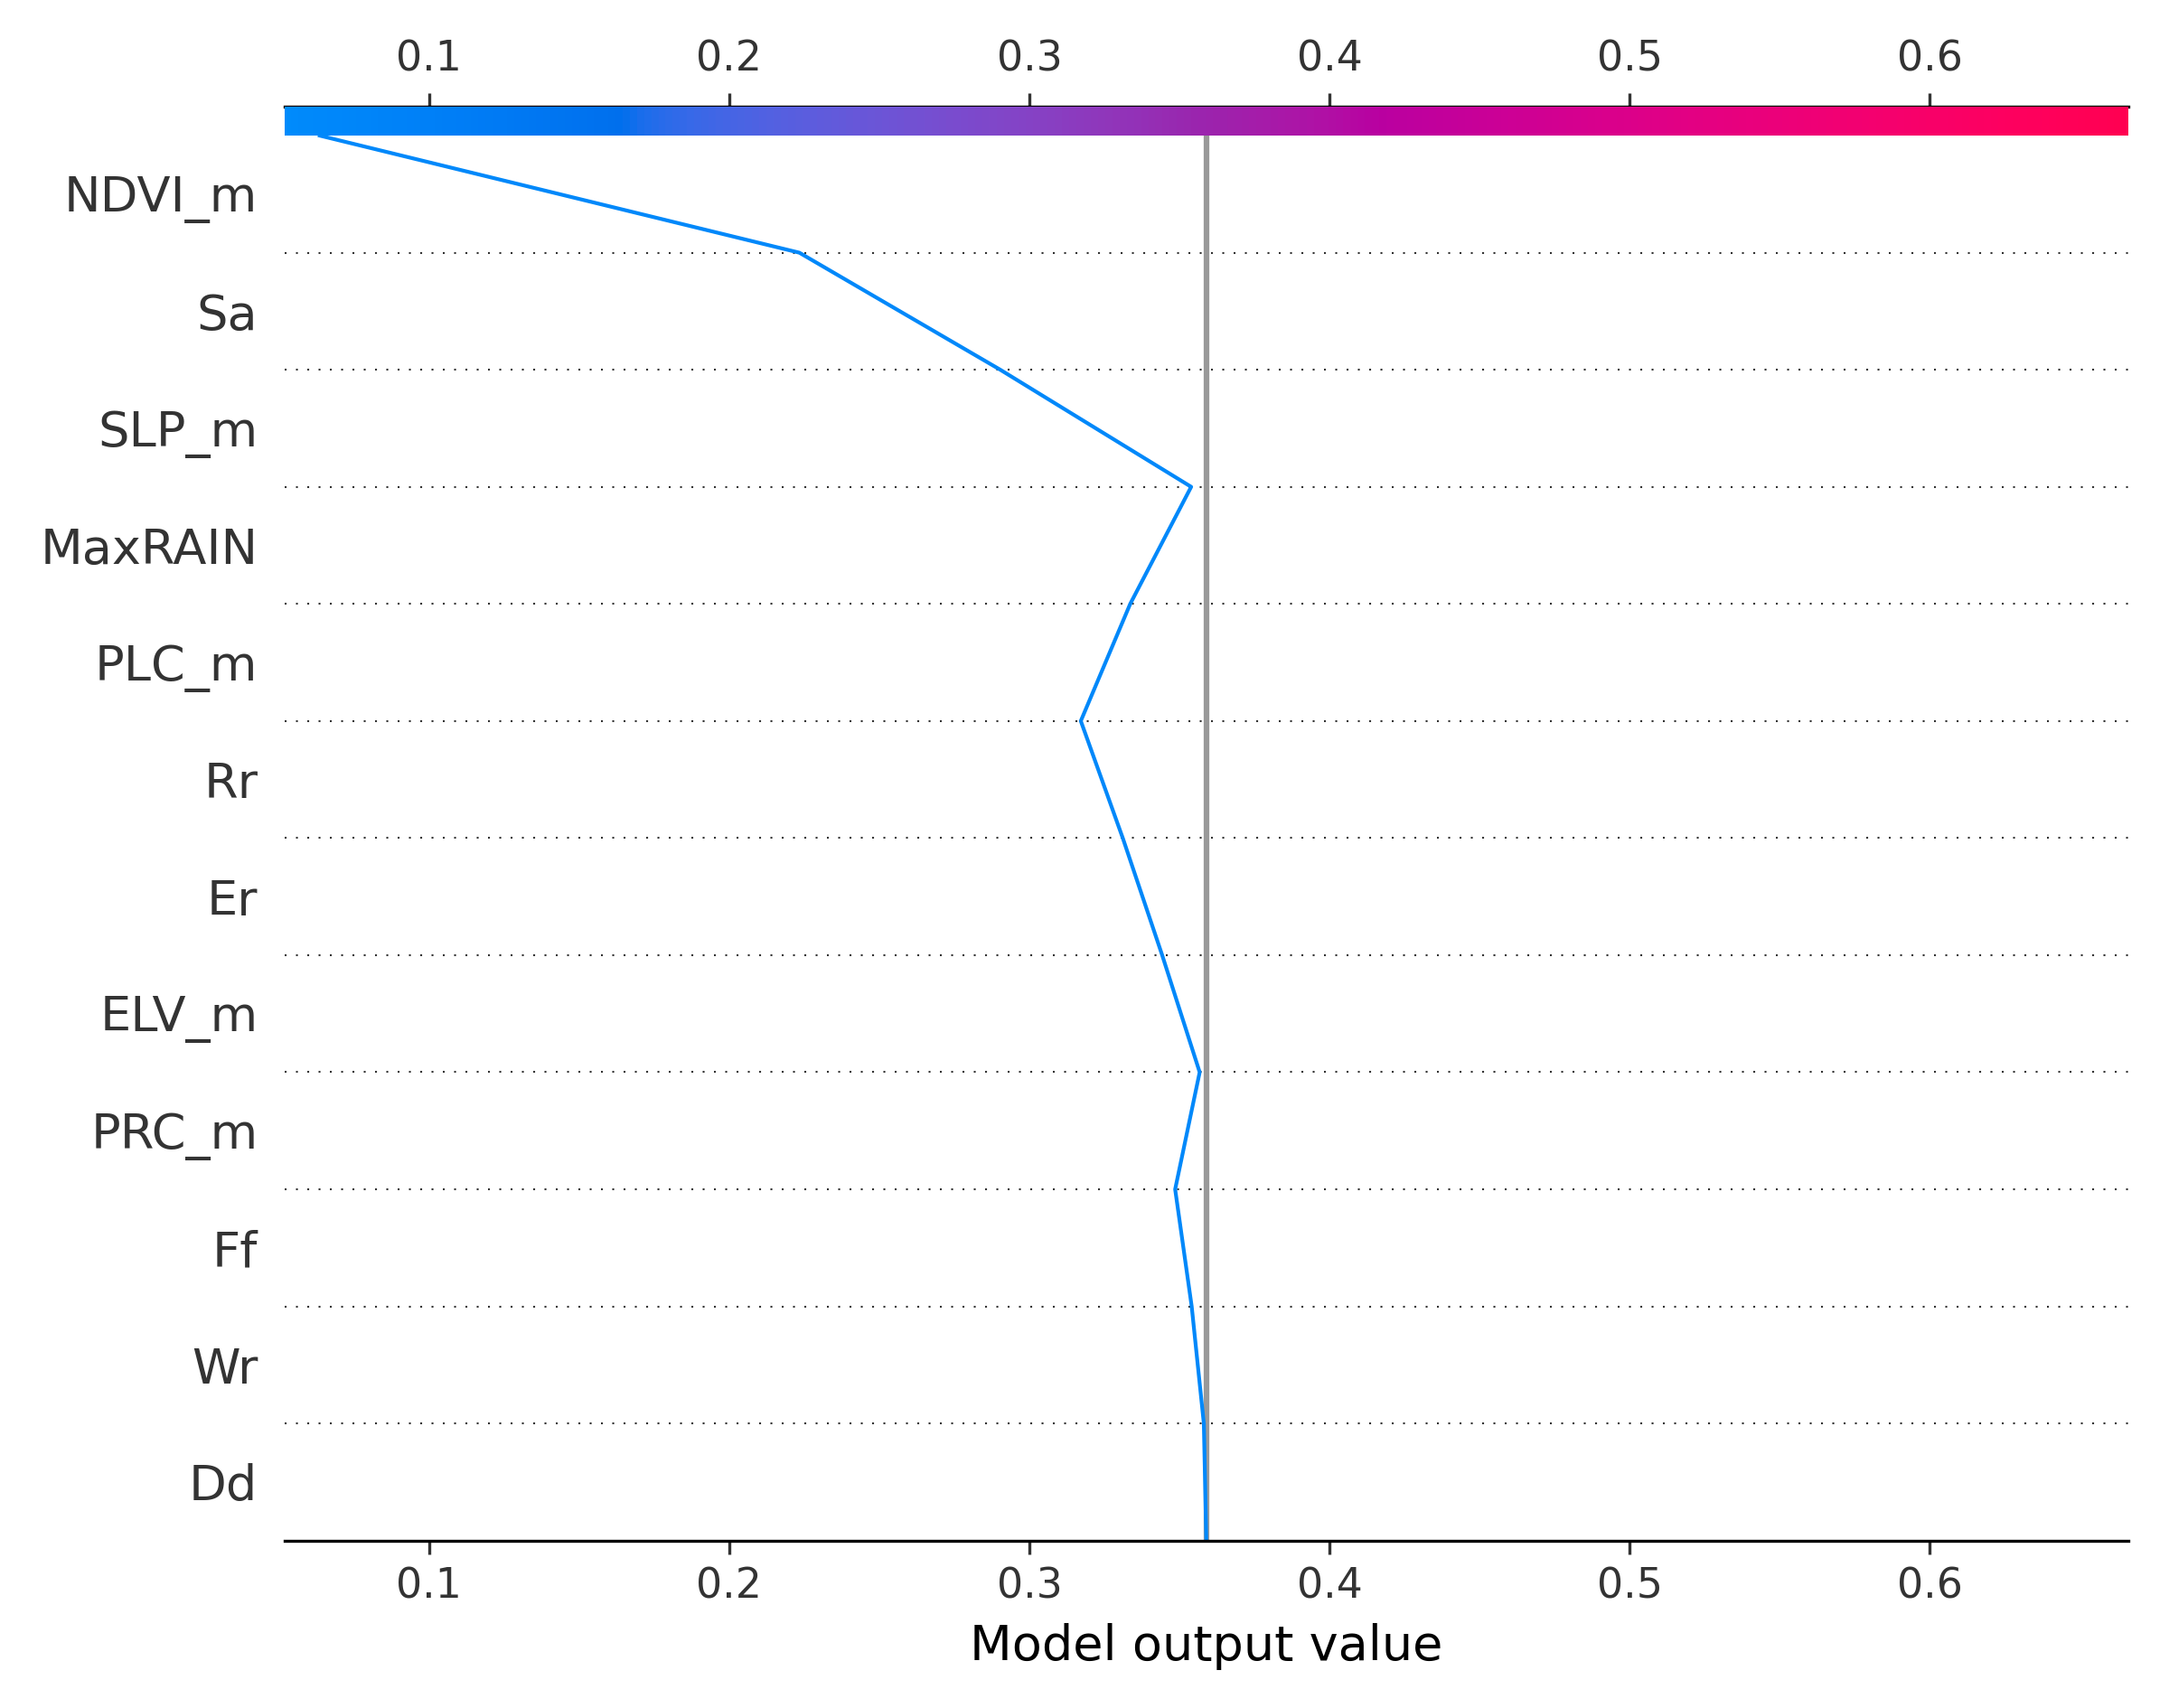 0.1 0.2 0.3 0.4 0.5 0.6
NDVI_m
Sa
SLP_m
MaxRAIN
PLC_m
Rr
Er
ELV_m
PRC_m
Ff
Wr
Dd
0.1 0.2 0.3 0.4 0.5 0.6
Model output value